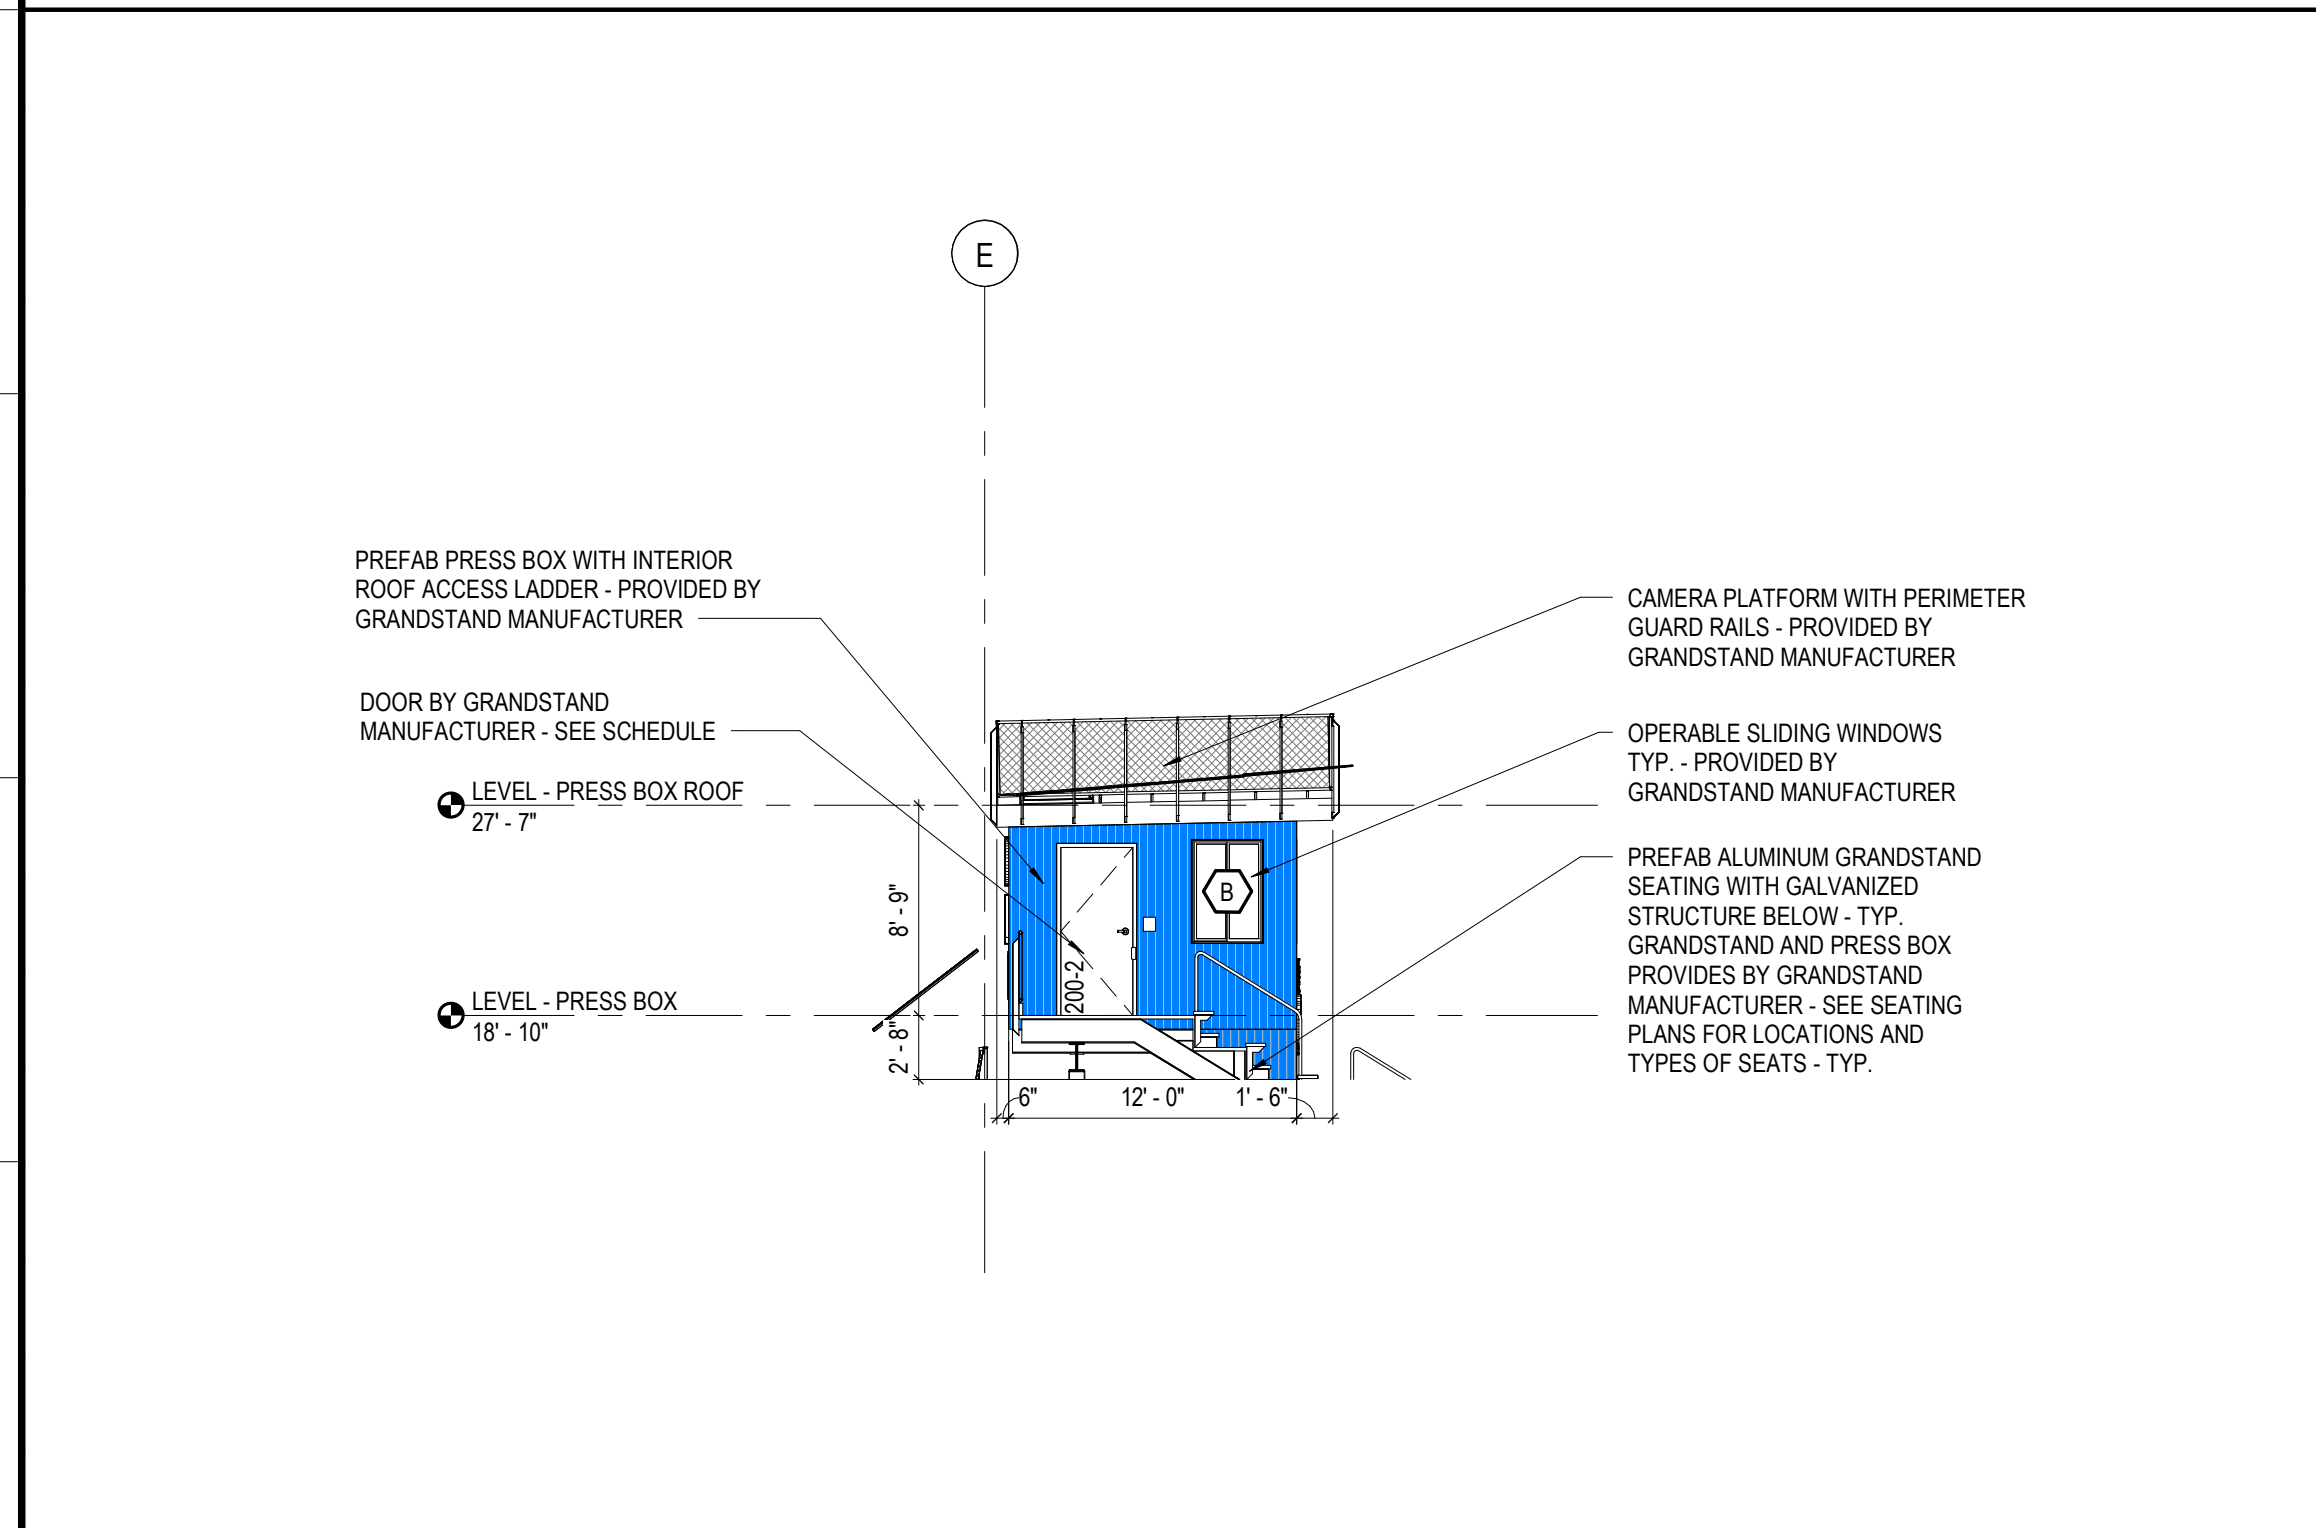 E
PREFAB PRESS BOX WITH INTERIOR
ROOF ACCESS LADDER - PROVIDED BY
GRANDSTAND MANUFACTURER
DOOR BY GRANDSTAND
MANUFACTURER - SEE SCHEDULE
LEVEL - PRESS BOX ROOF
27' - 7"
LEVEL - PRESS BOX
18' - 10"
8' - 9"
2' - 8"
200-2
B
6"
12' - 0"
1' - 6"
CAMERA PLATFORM WITH PERIMETER
GUARD RAILS - PROVIDED BY
GRANDSTAND MANUFACTURER
OPERABLE SLIDING WINDOWS
TYP. - PROVIDED BY
GRANDSTAND MANUFACTURER
PREFAB ALUMINUM GRANDSTAND
SEATING WITH GALVANIZED
STRUCTURE BELOW - TYP.
GRANDSTAND AND PRESS BOX
PROVIDES BY GRANDSTAND
MANUFACTURER - SEE SEATING
PLANS FOR LOCATIONS AND
TYPES OF SEATS - TYP.